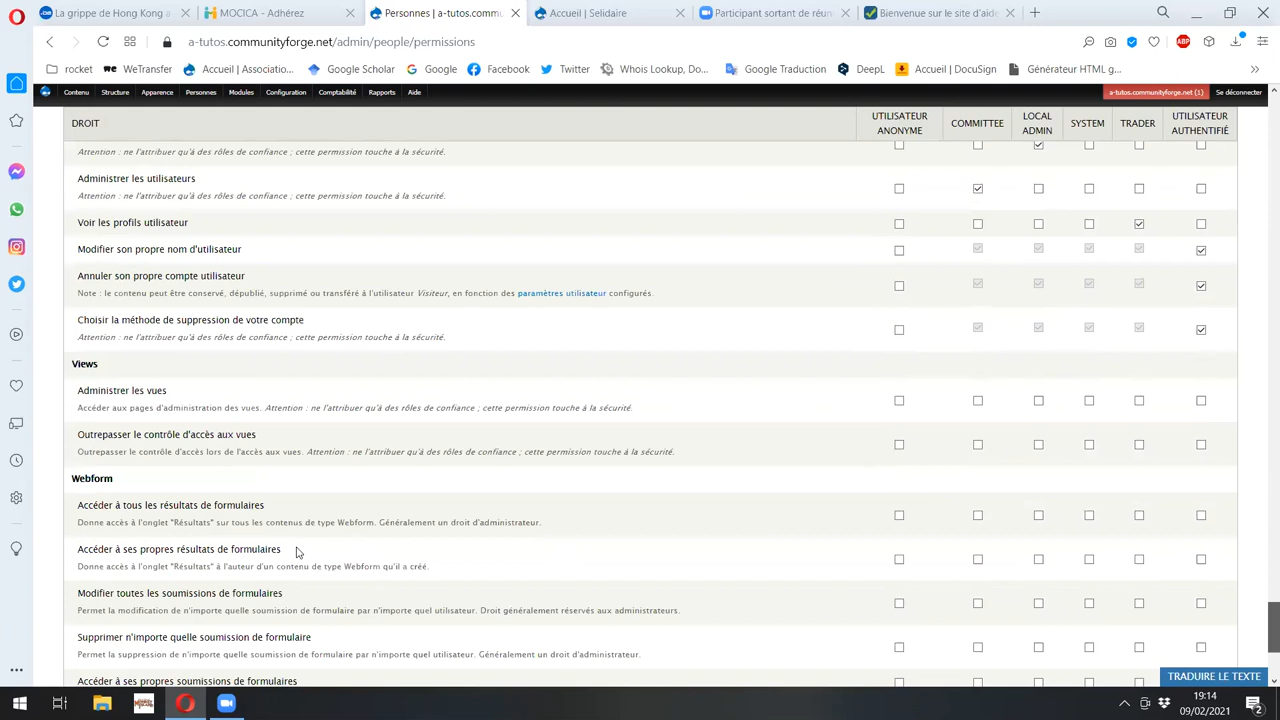 La grippe de Hong Kong a
MOCICA - Adhérez
Personnes | a-tutos.commu
Accueil | Selidaire
Participant sortant de réun
Bienvenue sur le site d'aide
a-tutos.communityforge.net/admin/people/permissions
ABP
rocket
WeTransfer
Accueil | Associatio...
Google Scholar
Google
Facebook
Twitter
Whois Lookup, Do...
Google Traduction
DeepL
Accueil | DocuSign
Générateur HTML g...
Contenu Structure Apparence Personnes Modules Configuration Comptabilité Rapports Aide
a-tutos.communityforge.net (1) Se déconnecter
DROIT
UTILISATEUR ANONYME
COMMITTEE
LOCAL ADMIN
SYSTEM
TRADER
UTILISATEUR AUTHENTIFIÉ
Attention : ne l'attribuer qu'à des rôles de confiance ; cette permission touche à la sécurité.
Administrer les utilisateurs
Attention : ne l'attribuer qu'à des rôles de confiance ; cette permission touche à la sécurité.
Voir les profils utilisateur
Modifier son propre nom d'utilisateur
Annuler son propre compte utilisateur
Note : le contenu peut être conservé, dépublié, supprimé ou transféré à l'utilisateur Visiteur, en fonction des paramètres utilisateur configurés.
Choisir la méthode de suppression de votre compte
Attention : ne l'attribuer qu'à des rôles de confiance ; cette permission touche à la sécurité.
Views
Administrer les vues
Accéder aux pages d'administration des vues. Attention : ne l'attribuer qu'à des rôles de confiance ; cette permission touche à la sécurité.
Outrepasser le contrôle d'accès aux vues
Outrepasser le contrôle d'accès lors de l'accès aux vues. Attention : ne l'attribuer qu'à des rôles de confiance ; cette permission touche à la sécurité.
Webform
Accéder à tous les résultats de formulaires
Donne accès à l'onglet "Résultats" sur tous les contenus de type Webform. Généralement un droit d'administrateur.
Accéder à ses propres résultats de formulaires
Donne accès à l'onglet "Résultats" à l'auteur d'un contenu de type Webform qu'il a créé.
Modifier toutes les soumissions de formulaires
Permet la modification de n'importe quelle soumission de formulaire par n'importe quel utilisateur. Droit généralement réservés aux administrateurs.
Supprimer n'importe quelle soumission de formulaire
Permet la suppression de n'importe quelle soumission de formulaire par n'importe quel utilisateur. Généralement un droit d'administrateur.
Accéder à ses propres soumissions de formulaires
TRADUIRE LE TEXTE
19:14
09/02/2021
2